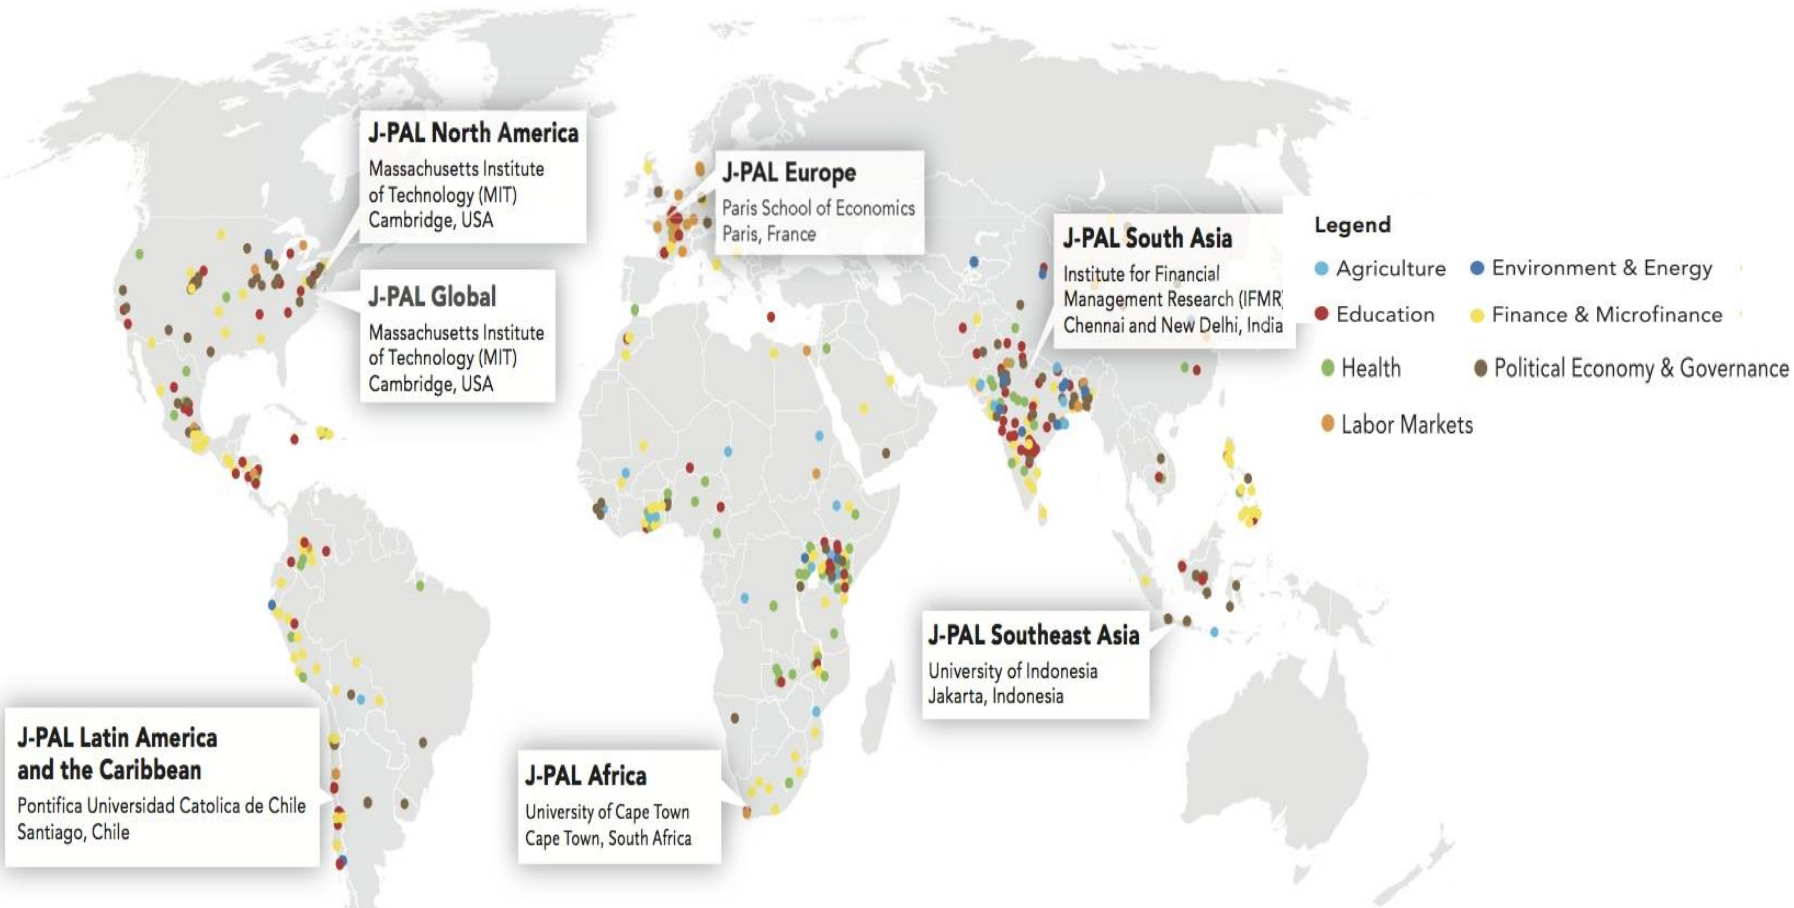 J-PAL North America
Massachusetts Institute
of Technology (MIT)
Cambridge, USA
J-PAL Global
Massachusetts Institute
of Technology (MIT)
Cambridge, USA
J-PAL Europe
Paris School of Economics
Paris, France
J-PAL South Asia
Institute for Financial
Management Research (IFMR)
Chennai and New Delhi, India
Legend
Agriculture
Environment & Energy
Education
Finance & Microfinance
Health
Political Economy & Governance
Labor Markets
J-PAL Southeast Asia
University of Indonesia
Jakarta, Indonesia
J-PAL Latin America
and the Caribbean
Pontifica Universidad Catolica de Chile
Santiago, Chile
J-PAL Africa
University of Cape Town
Cape Town, South Africa